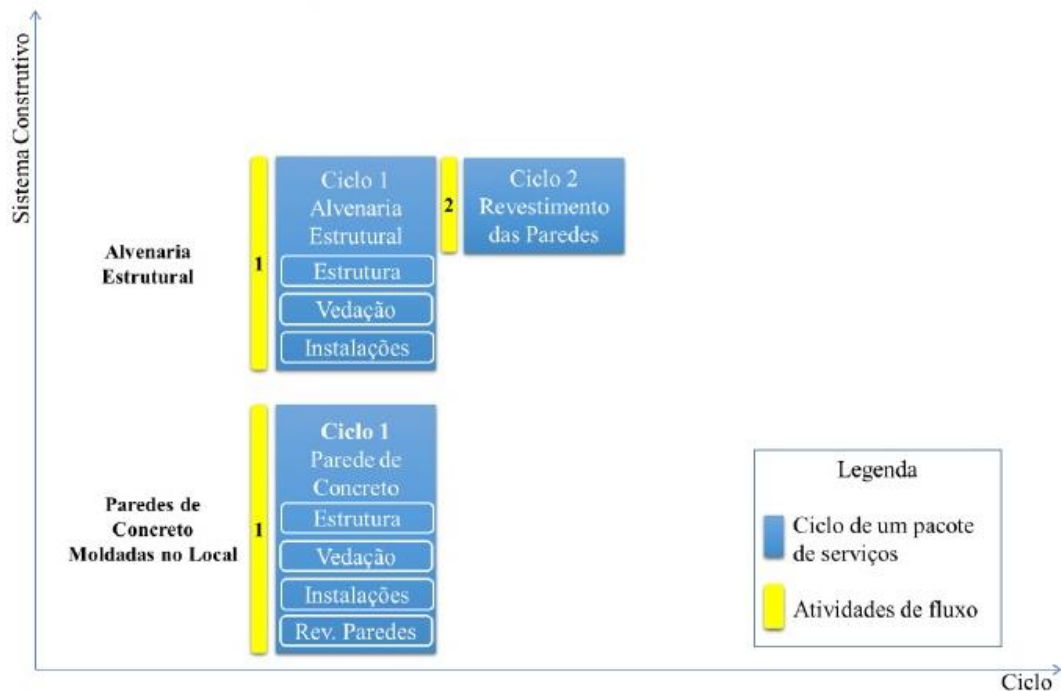 Sistema Construtivo
Alvenaria
Estrutural
1
Ciclo 1
Alvenaria
Estrutural
Estrutura
Vedação
Instalações
2
Ciclo 2
Revestimento
das Paredes
Paredes de
Concreto
Moldadas no Local
1
Ciclo 1
Parede de
Concreto
Estrutura
Vedação
Instalações
Rev. Paredes
Legenda
Ciclo de um pacote
de serviços
Atividades de fluxo
Ciclo